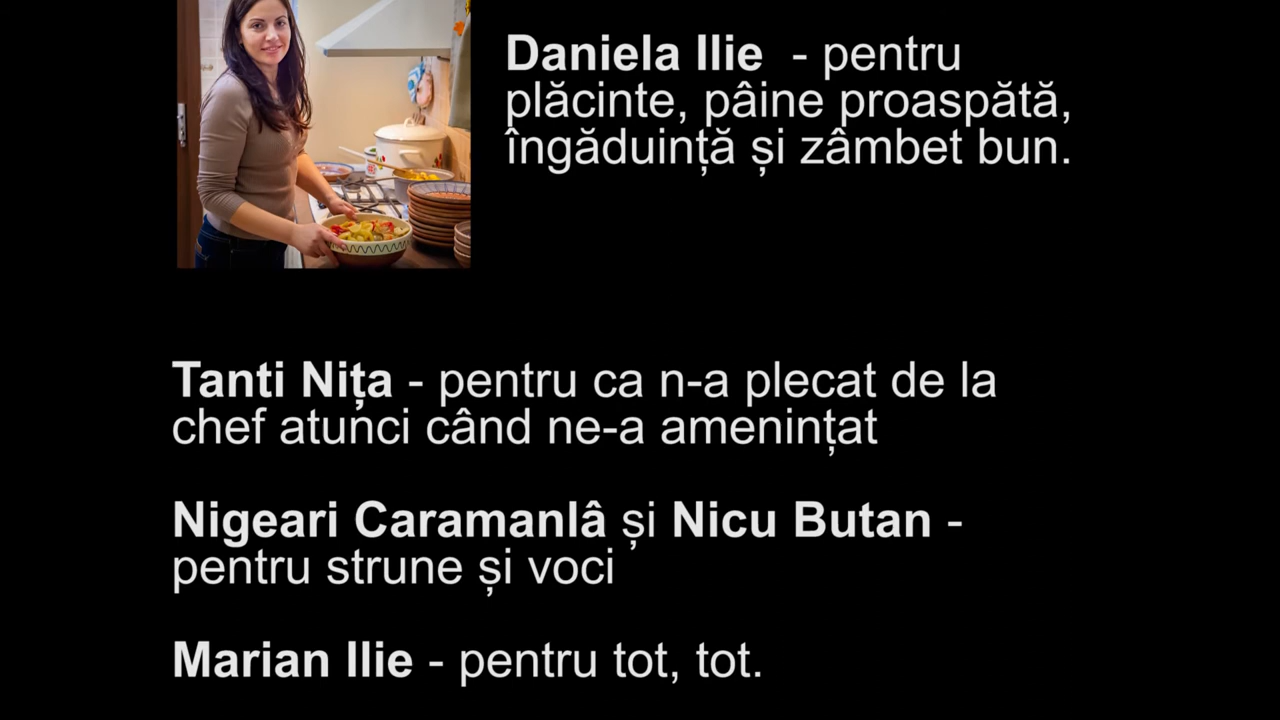 Daniela Ilie - pentru
plăcinte, pâine proaspătă,
îngăduință și zâmbet bun.
Tanti Nița - pentru ca n-a plecat de la
chef atunci când ne-a amenințat
Nigeari Caramanlâ și Nicu Butan -
pentru strune și voci
Marian Ilie - pentru tot, tot.